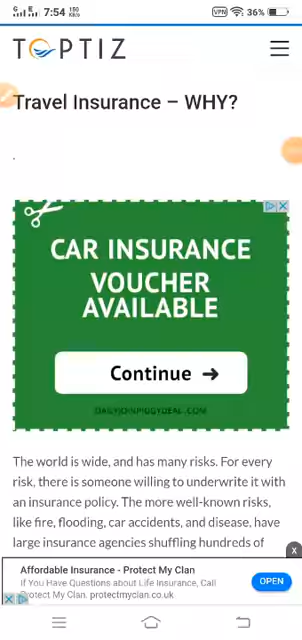 7:54
VPN
36%
TOPTIZ
Travel Insurance – WHY?
.
CAR INSURANCE
VOUCHER
AVAILABLE
Continue →
DAILY.JOINPIGGYDEAL.COM
The world is wide, and has many risks. For every
risk, there is someone willing to underwrite it with
an insurance policy. The more well-known risks,
like fire, flooding, car accidents, and disease, have
large insurance agencies shuffling hundreds of
x
Affordable Insurance - Protect My Clan
If You Have Questions about Life Insurance, Call
Protect My Clan. protectmyclan.co.uk
OPEN